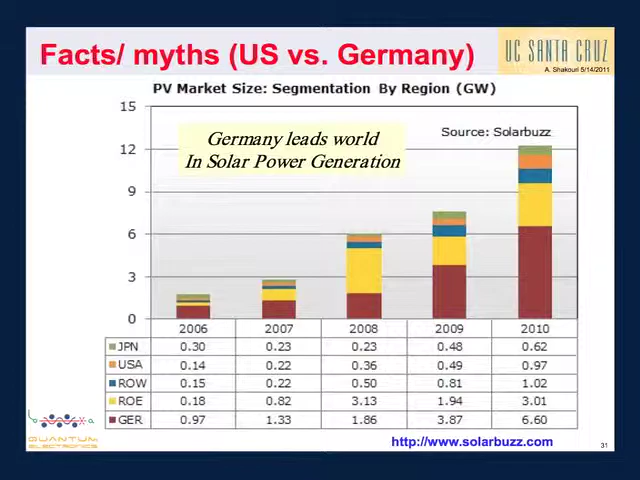 Facts/ myths (US vs. Germany)
UC SANTA CRUZ
A. Shakouri 5/14/2011
PV Market Size: Segmentation By Region (GW)
Germany leads world
In Solar Power Generation
Source: Solarbuzz
15
12
9
6
3
0
2006 2007 2008 2009 2010
JPN 0.30 0.23 0.23 0.48 0.62
USA 0.14 0.22 0.36 0.49 0.97
ROW 0.15 0.22 0.50 0.81 1.02
ROE 0.18 0.82 3.13 1.94 3.01
GER 0.97 1.33 1.86 3.87 6.60
QUANTUM
ELECTRONICS
http://www.solarbuzz.com
31